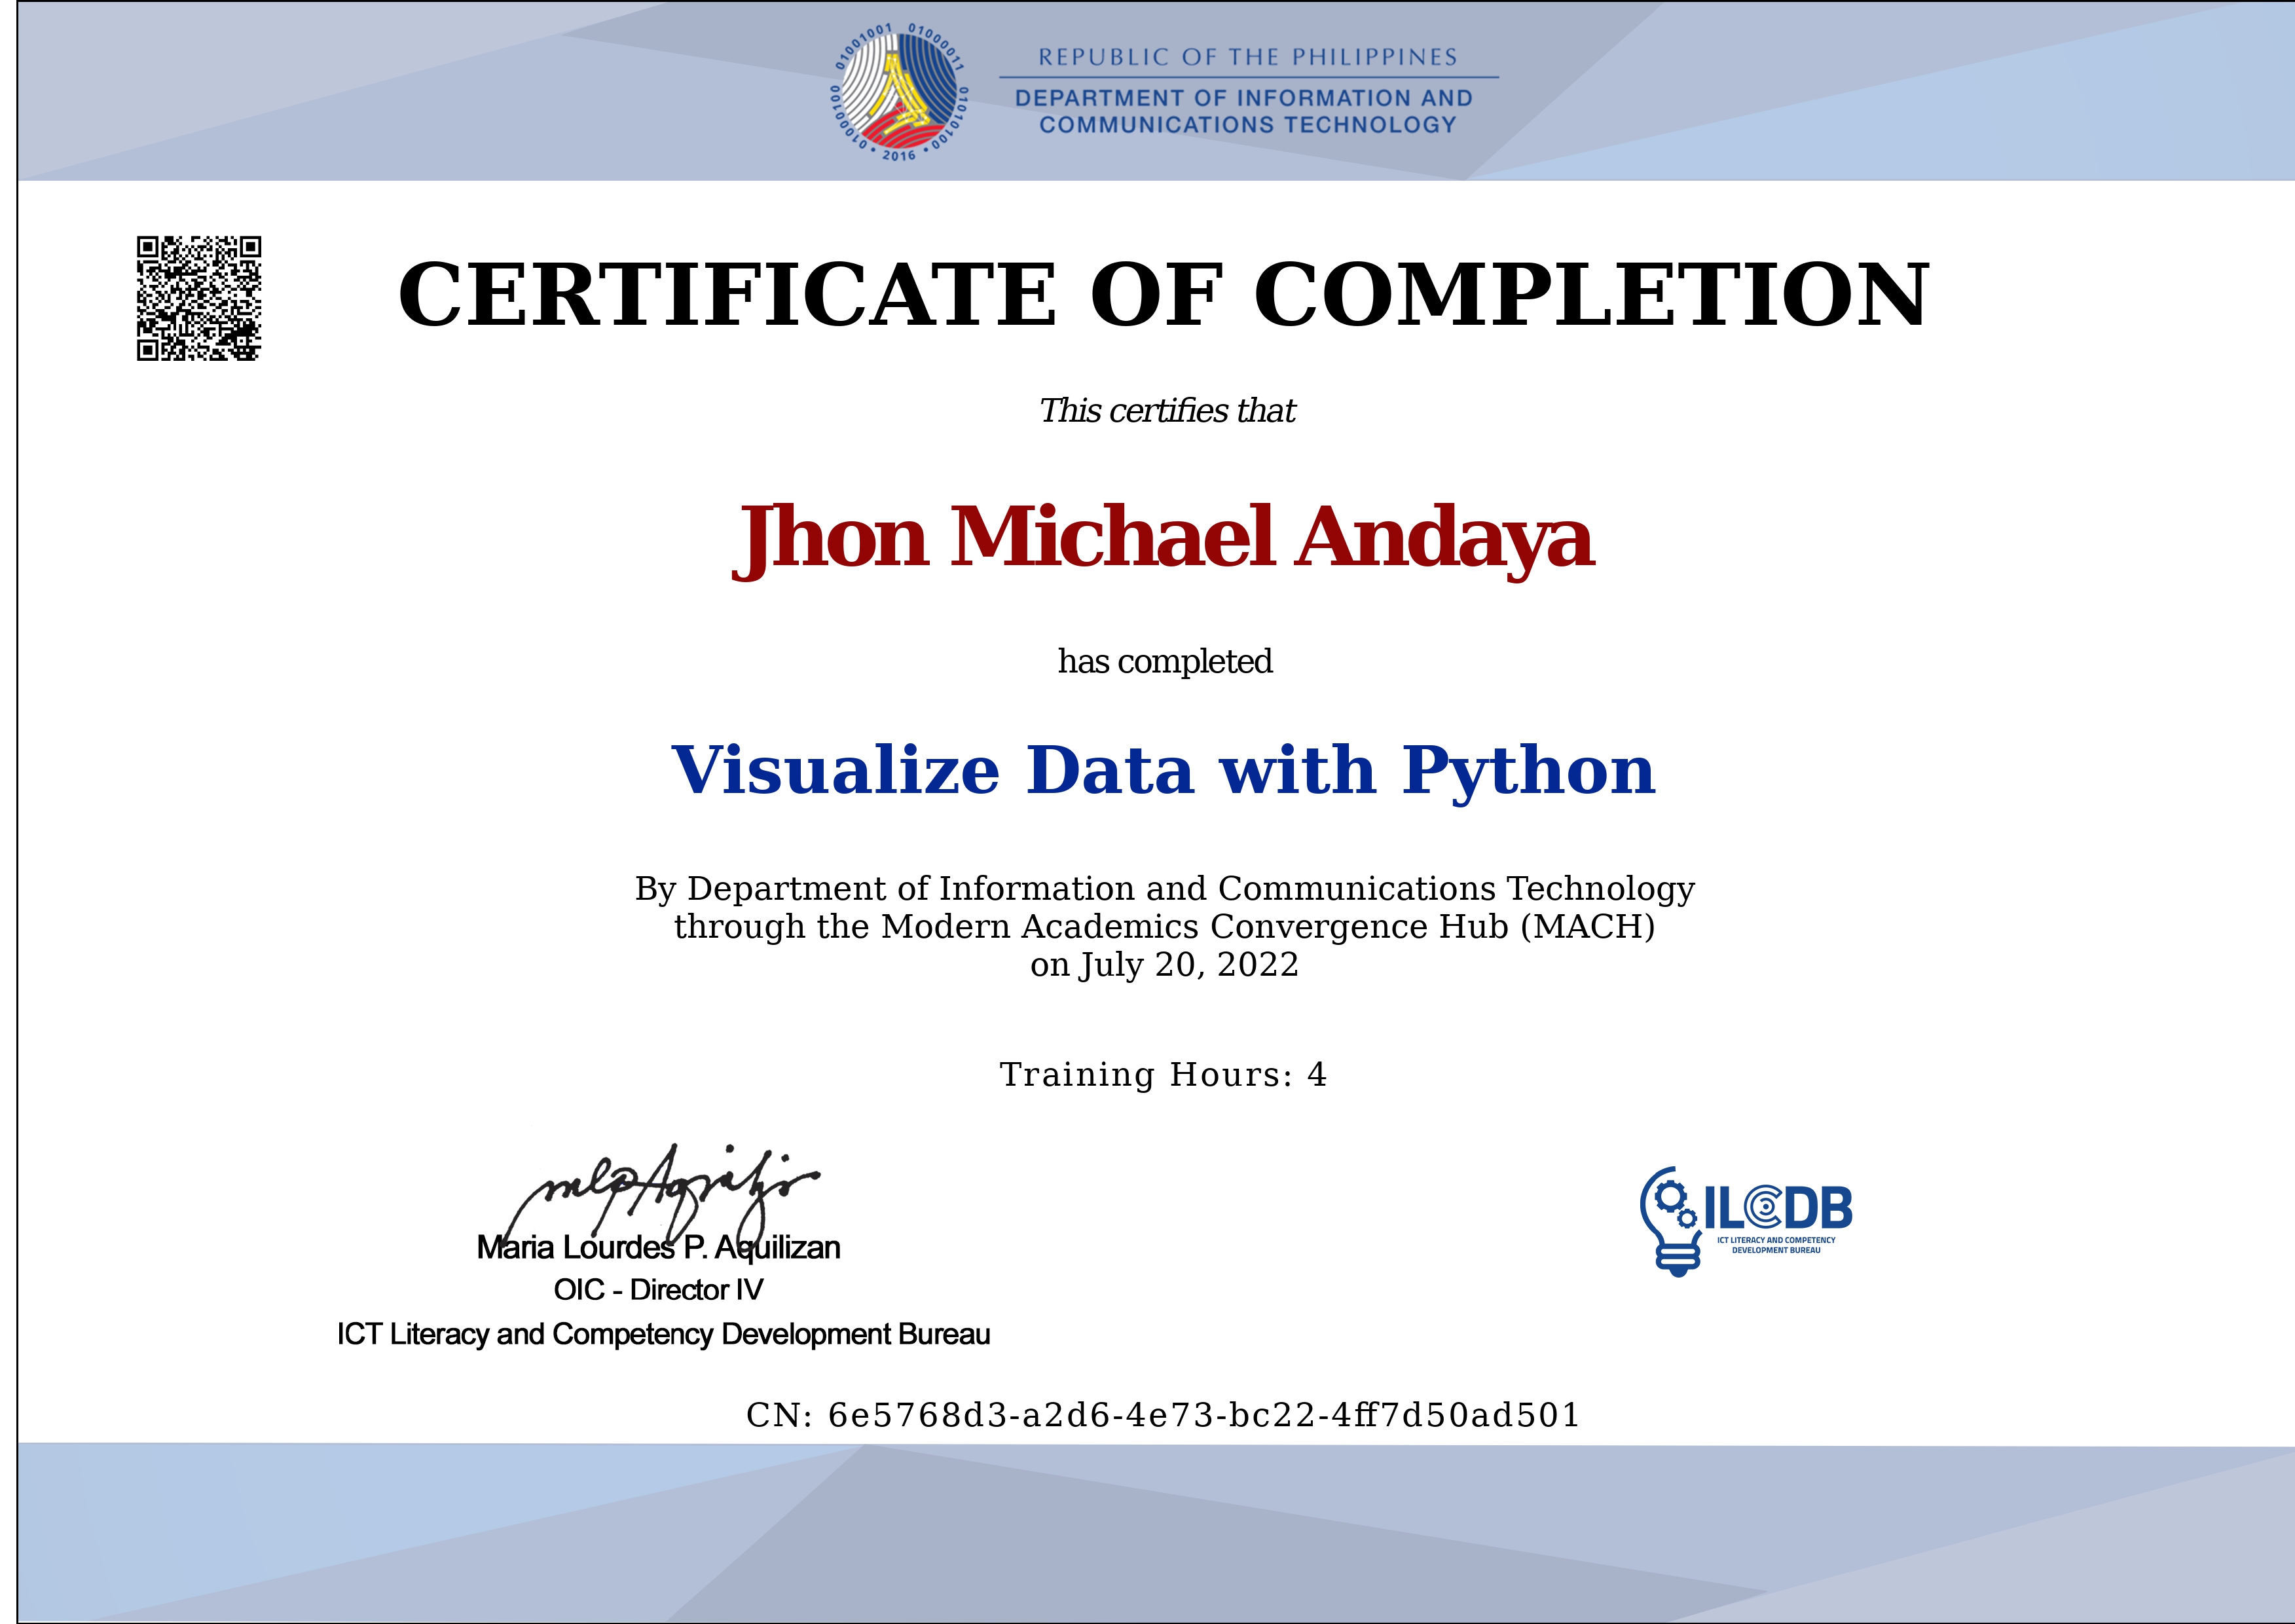 01001001 01000011 01010100 • 2016 • 01000100
REPUBLIC OF THE PHILIPPINES
DEPARTMENT OF INFORMATION AND
COMMUNICATIONS TECHNOLOGY
CERTIFICATE OF COMPLETION
This certifies that
Jhon Michael Andaya
has completed
Visualize Data with Python
By Department of Information and Communications Technology
through the Modern Academics Convergence Hub (MACH)
on July 20, 2022
Training Hours: 4
Maria Lourdes P. Aquilizan
OIC - Director IV
ICT Literacy and Competency Development Bureau
ILCDB
ICT LITERACY AND COMPETENCY
DEVELOPMENT BUREAU
CN: 6e5768d3-a2d6-4e73-bc22-4ff7d50ad501